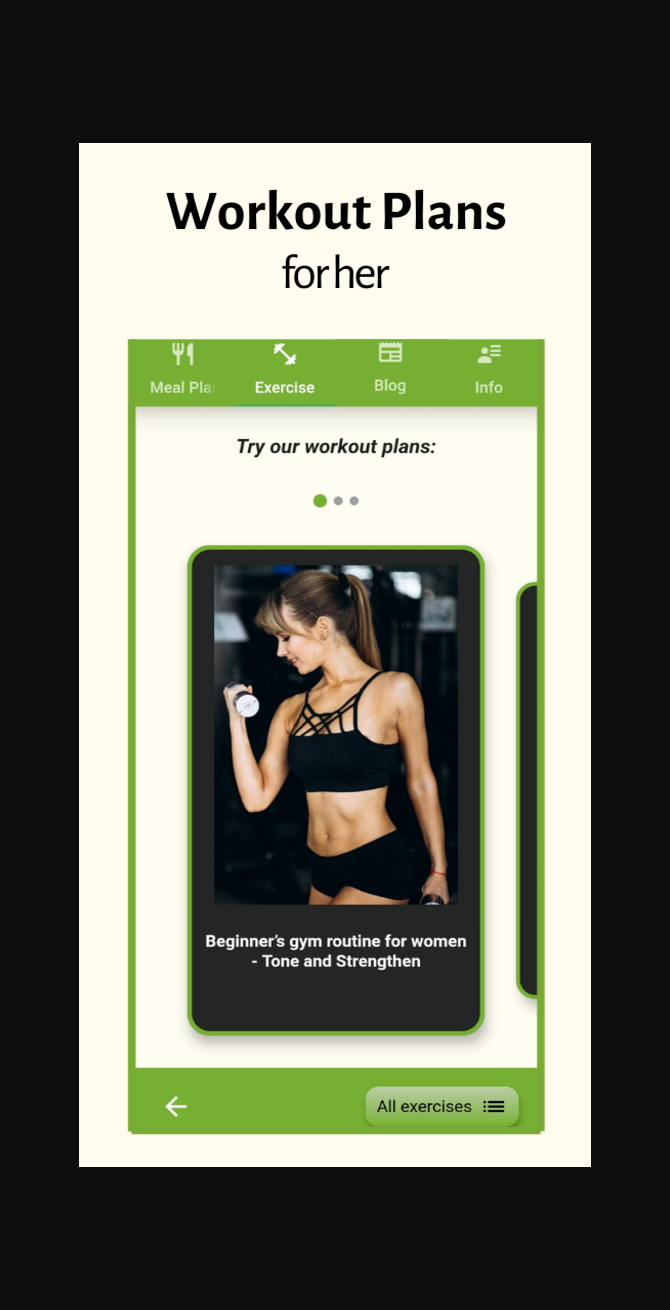 Workout Plans
for her
Meal Pla
Exercise
Blog
Info
Try our workout plans:
Beginner's gym routine for women
- Tone and Strengthen
All exercises